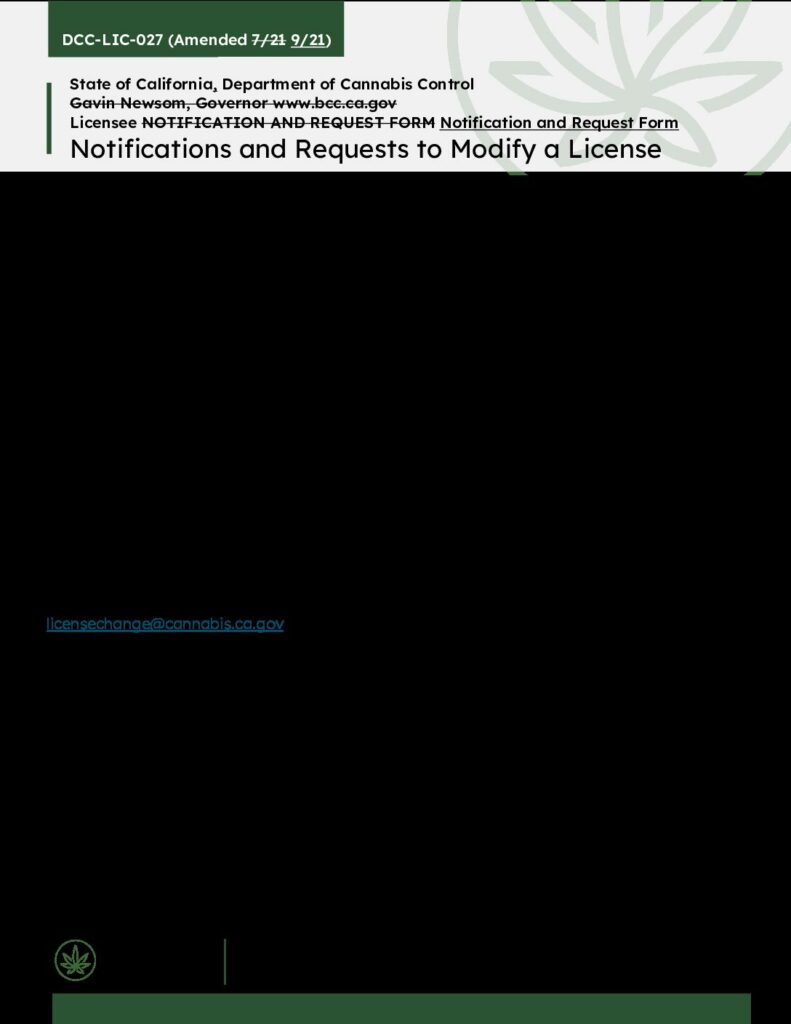 DCC-LIC-027 (Amended 7/21 9/21)
State of California, Department of Cannabis Control
Gavin Newsom, Governor www.bcc.ca.gov
Licensee NOTIFICATION AND REQUEST FORM Notification and Request Form
Notifications and Requests to Modify a License
licensechange@cannabis.ca.gov